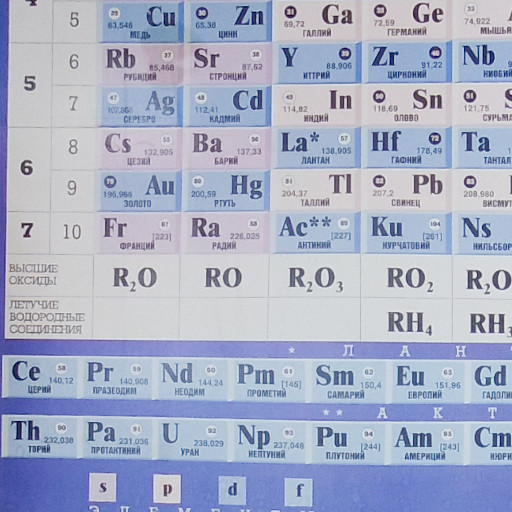 5 29 Cu 63,546 МЕДЬ 30 Zn 65,38 ЦИНК 31 Ga 69,72 ГАЛЛИЙ Ge 72,59 ГЕРМАНИЙ 33 74,922
5 6 Rb 37 85,468 РУБИДИЙ Sr 38 87,62 СТРОНЦИЙ Y 39 88,906 ИТТРИЙ Zr 40 91,22 ЦИРКОНИЙ Nb
7 47 Ag 107,868 СЕРЕБРО 48 Cd 112,41 КАДМИЙ 49 In 114,82 ИНДИЙ 50 Sn 118,69 ОЛОВО 51 121,75
6 8 Cs 55 132,905 ЦЕЗИЙ Ba 56 137,33 БАРИЙ La* 57 138,905 ЛАНТАН Hf 72 178,49 ГАФНИЙ Ta ТАНТАЛ
9 79 Au 196,966 ЗОЛОТО 80 Hg 200,59 РТУТЬ 81 Tl 204,37 ТАЛЛИЙ 82 Pb 207,2 СВИНЕЦ 83 208,980 ВИСМУТ
7 10 Fr 87 [223] ФРАНЦИЙ Ra 88 226,025 РАДИЙ Ac** 89 [227] АКТИНИЙ Ku 104 [261] КУРЧАТОВИЙ Ns
ВЫСШИЕ ОКСИДЫ R₂O RO R₂O₃ RO₂ R₂O
ЛЕТУЧИЕ ВОДОРОДНЫЕ СОЕДИНЕНИЯ RH₄ RH₃
* Л А Н
Ce 58 140,12 ЦЕРИЙ Pr 59 140,908 ПРАЗЕОДИМ Nd 60 144,24 НЕОДИМ Pm 61 [145] ПРОМЕТИЙ Sm 62 150,4 САМАРИЙ Eu 63 151,96 ЕВРОПИЙ Gd
** А К Т
Th 90 232,038 ТОРИЙ Pa 91 231,036 ПРОТАКТИНИЙ U 92 238,029 УРАН Np 93 237,048 НЕПТУНИЙ Pu 94 [244] ПЛУТОНИЙ Am 95 [243] АМЕРИЦИЙ Cm
s p d f